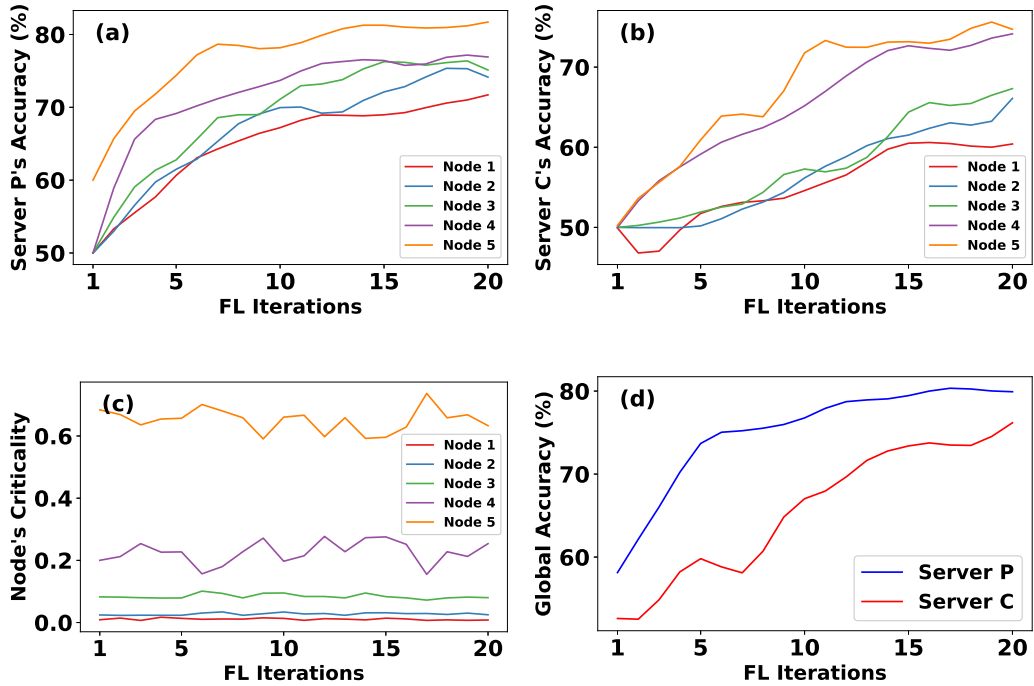 (a)
Server P's Accuracy (%)
80
70
60
50
Node 1
Node 2
Node 3
Node 4
Node 5
1 5 10 15 20
FL Iterations
(b)
Server C's Accuracy (%)
70
60
50
Node 1
Node 2
Node 3
Node 4
Node 5
1 5 10 15 20
FL Iterations
(c)
Node's Criticality
0.6
0.4
0.2
0.0
Node 1
Node 2
Node 3
Node 4
Node 5
1 5 10 15 20
FL Iterations
(d)
Global Accuracy (%)
80
70
60
Server P
Server C
1 5 10 15 20
FL Iterations